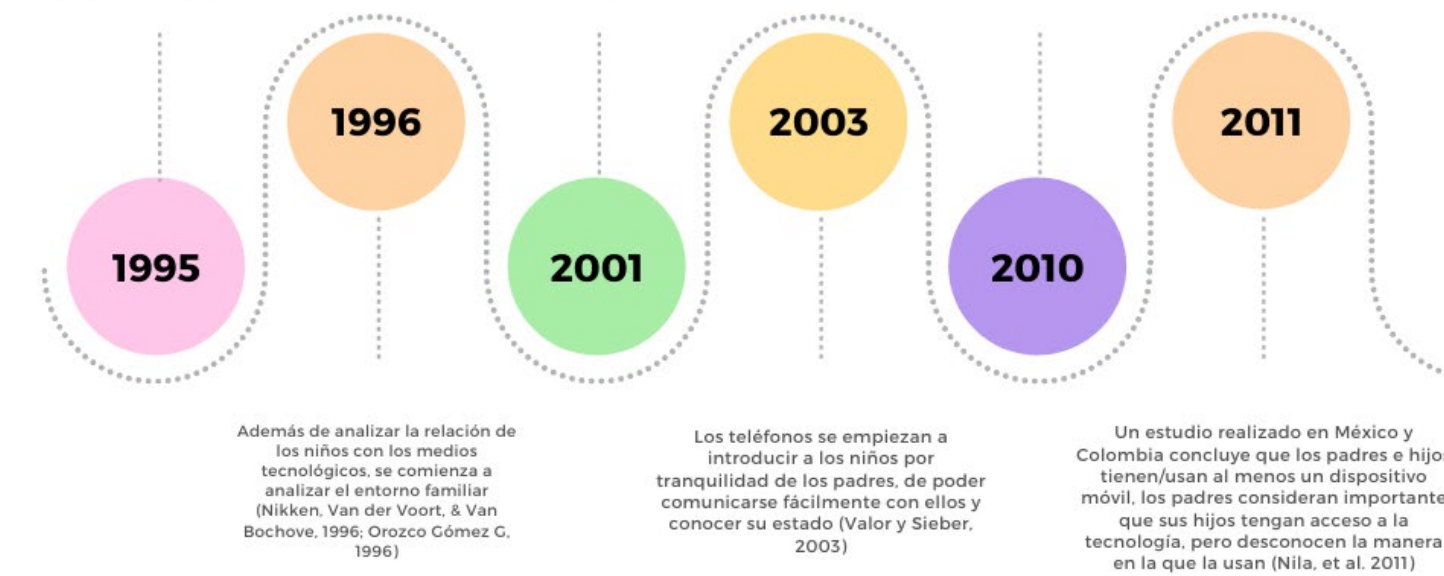 1995
1996
2001
2003
2010
2011
Además de analizar la relación de
los niños con los medios
tecnológicos, se comienza a
analizar el entorno familiar
(Nikken, Van der Voort, & Van
Bochove, 1996; Orozco Gómez G,
1996)
Los teléfonos se empiezan a
introducir a los niños por
tranquilidad de los padres, de poder
comunicarse fácilmente con ellos y
conocer su estado (Valor y Sieber,
2003)
Un estudio realizado en México y
Colombia concluye que los padres e hijos
tienen/usan al menos un dispositivo
móvil, los padres consideran importante
que sus hijos tengan acceso a la
tecnología, pero desconocen la manera
en la que la usan (Nila, et al. 2011)